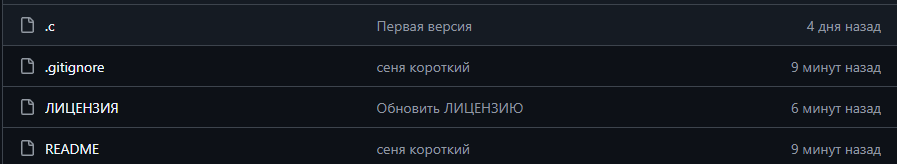 .c Первая версия 4 дня назад
.gitignore сеня короткий 9 минут назад
ЛИЦЕНЗИЯ Обновить ЛИЦЕНЗИЮ 6 минут назад
README сеня короткий 9 минут назад